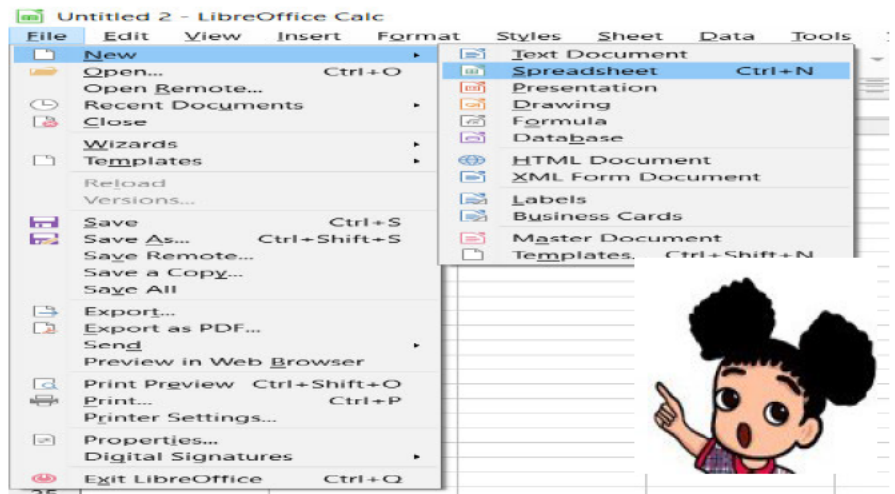 Untitled 2 - LibreOffice Calc
File Edit View Insert Format Styles Sheet Data Tools
New
Open... Ctrl+O
Open Remote...
Recent Documents
Close
Wizards
Templates
Reload
Versions...
Save Ctrl+S
Save As... Ctrl+Shift+S
Save Remote...
Save a Copy...
Save All
Export...
Export as PDF...
Send
Preview in Web Browser
Print Preview Ctrl+Shift+O
Print... Ctrl+P
Printer Settings...
Properties...
Digital Signatures
Exit LibreOffice Ctrl+Q
Text Document
Spreadsheet Ctrl+N
Presentation
Drawing
Formula
Database
HTML Document
XML Form Document
Labels
Business Cards
Master Document
Templates. Ctrl+Shift+N